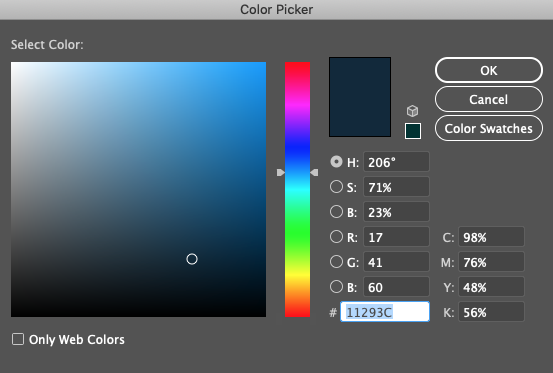 Color Picker
Select Color:
OK
Cancel
Color Swatches
H: 206°
S: 71%
B: 23%
R: 17 C: 98%
G: 41 M: 76%
B: 60 Y: 48%
# 11293C K: 56%
Only Web Colors